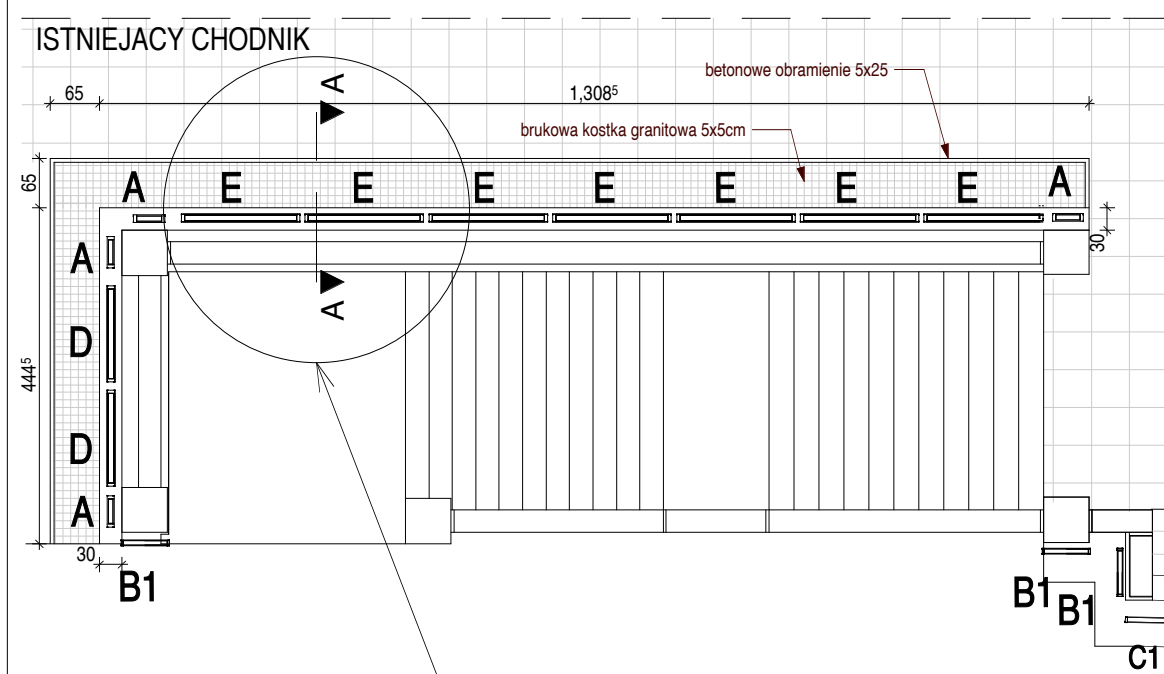 ISTNIEJACY CHODNIK
betonowe obramienie 5x25
65
1,308⁵
A
brukowa kostka granitowa 5x5cm
65
A E E E E E E E A
30
A
A
D
444⁵
D
A
30
B1
B1
B1
C1